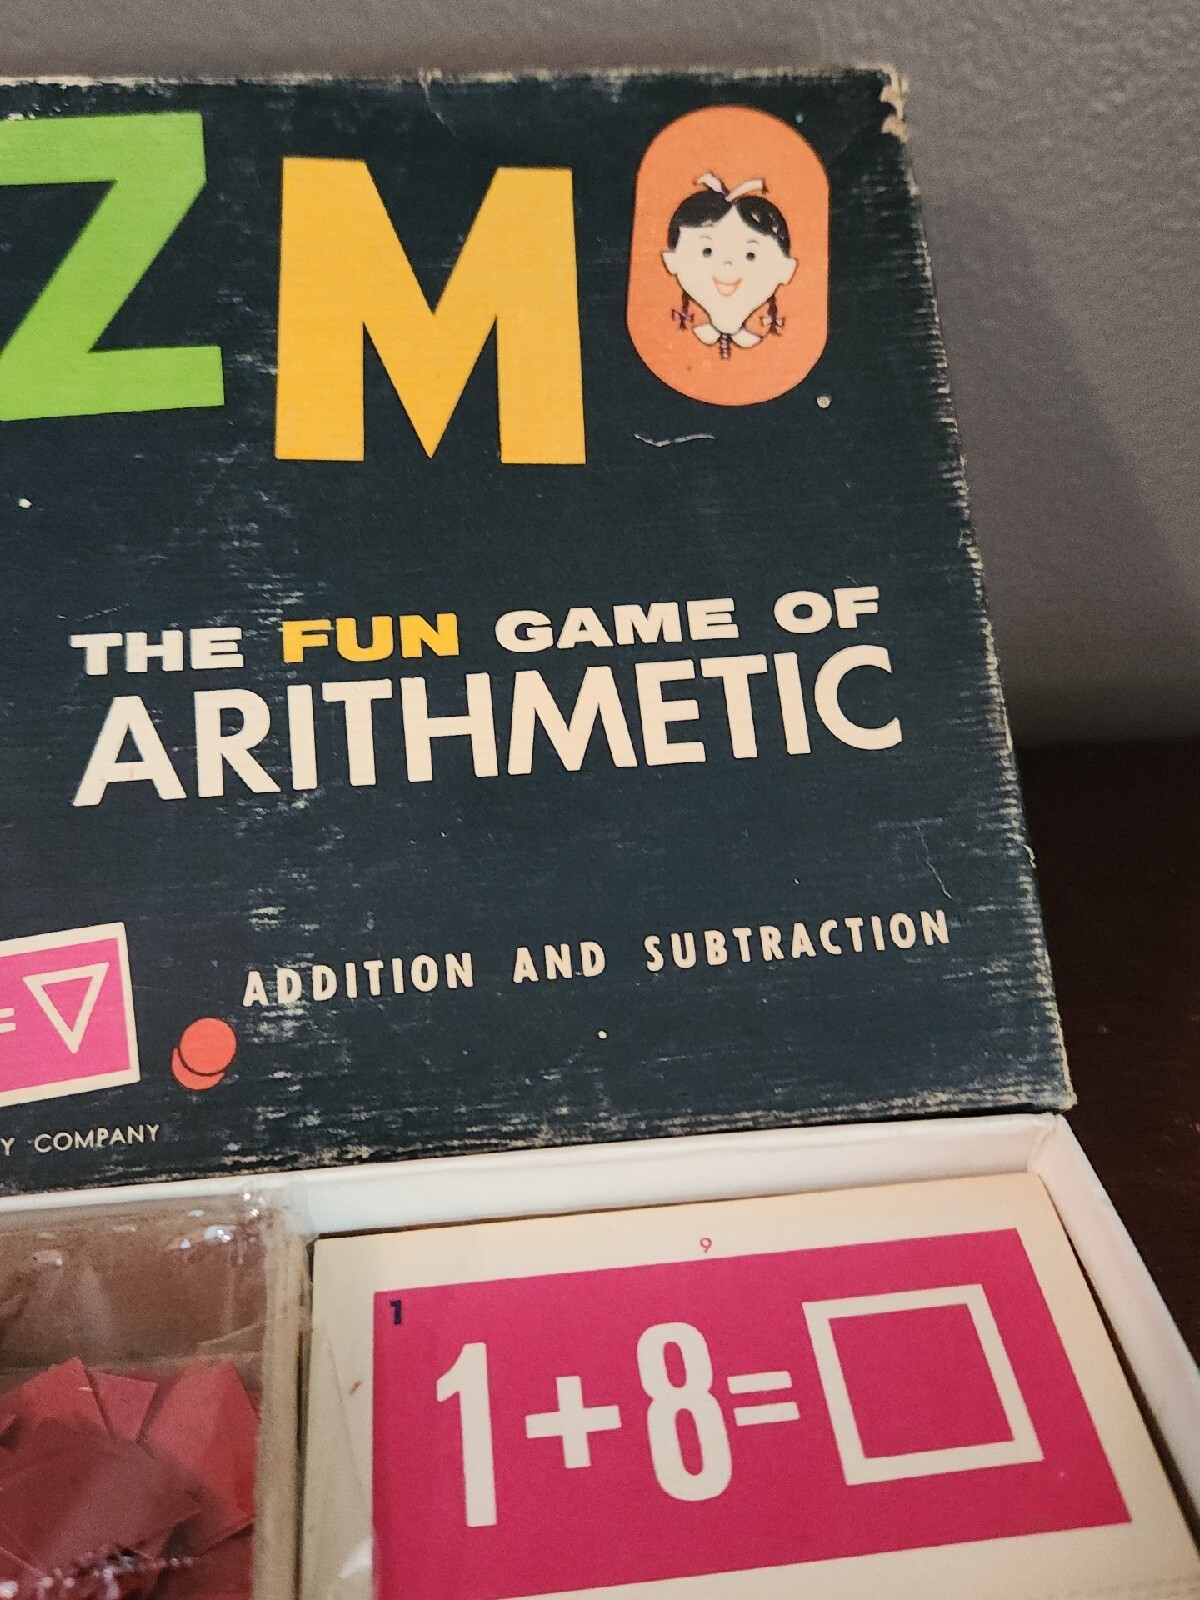 ZMO
THE FUN GAME OF
ARITHMETIC
ADDITION AND SUBTRACTION
= ▽
Y COMPANY
9
1
1+8=□